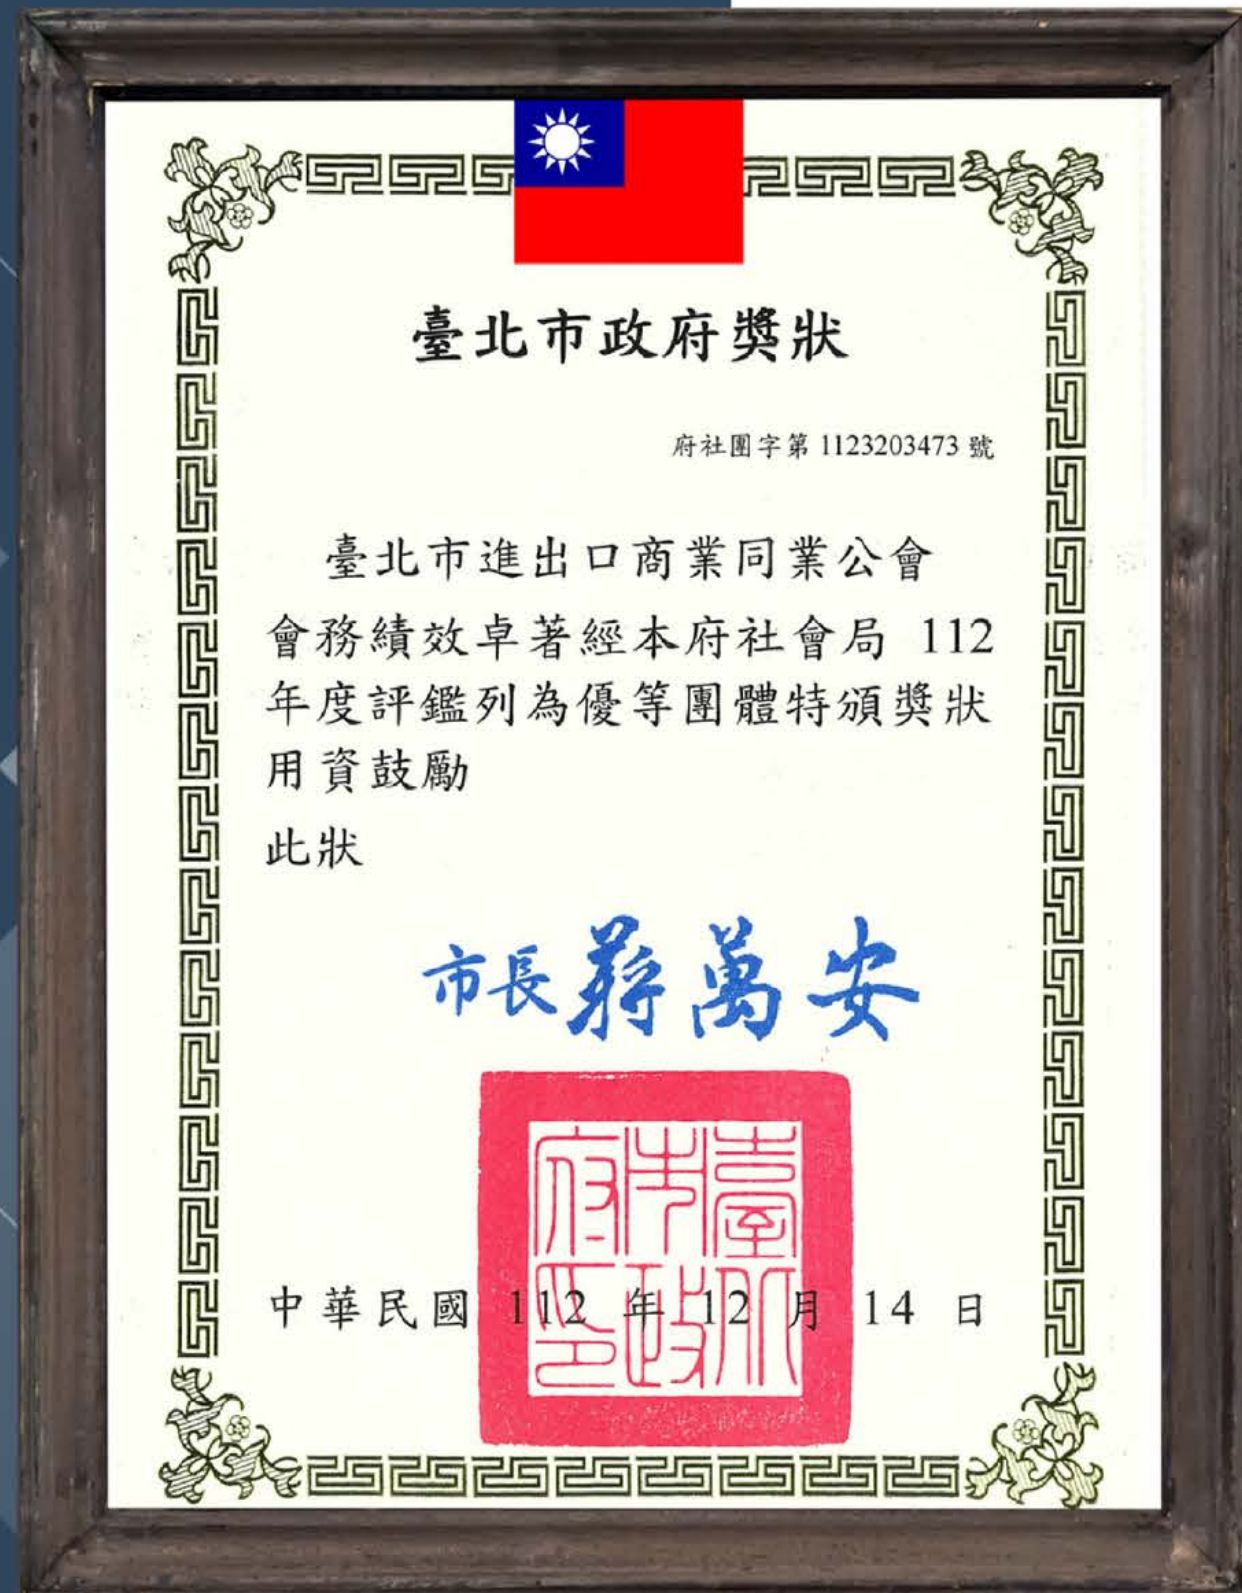 臺北市政府獎狀
府社團字第 1123203473 號
臺北市進出口商業同業公會
會務績效卓著經本府社會局 112
年度評鑑列為優等團體特頒獎狀
用資鼓勵
此狀
市長蔣萬安
臺北市政府印
中華民國 112 年 12 月 14 日